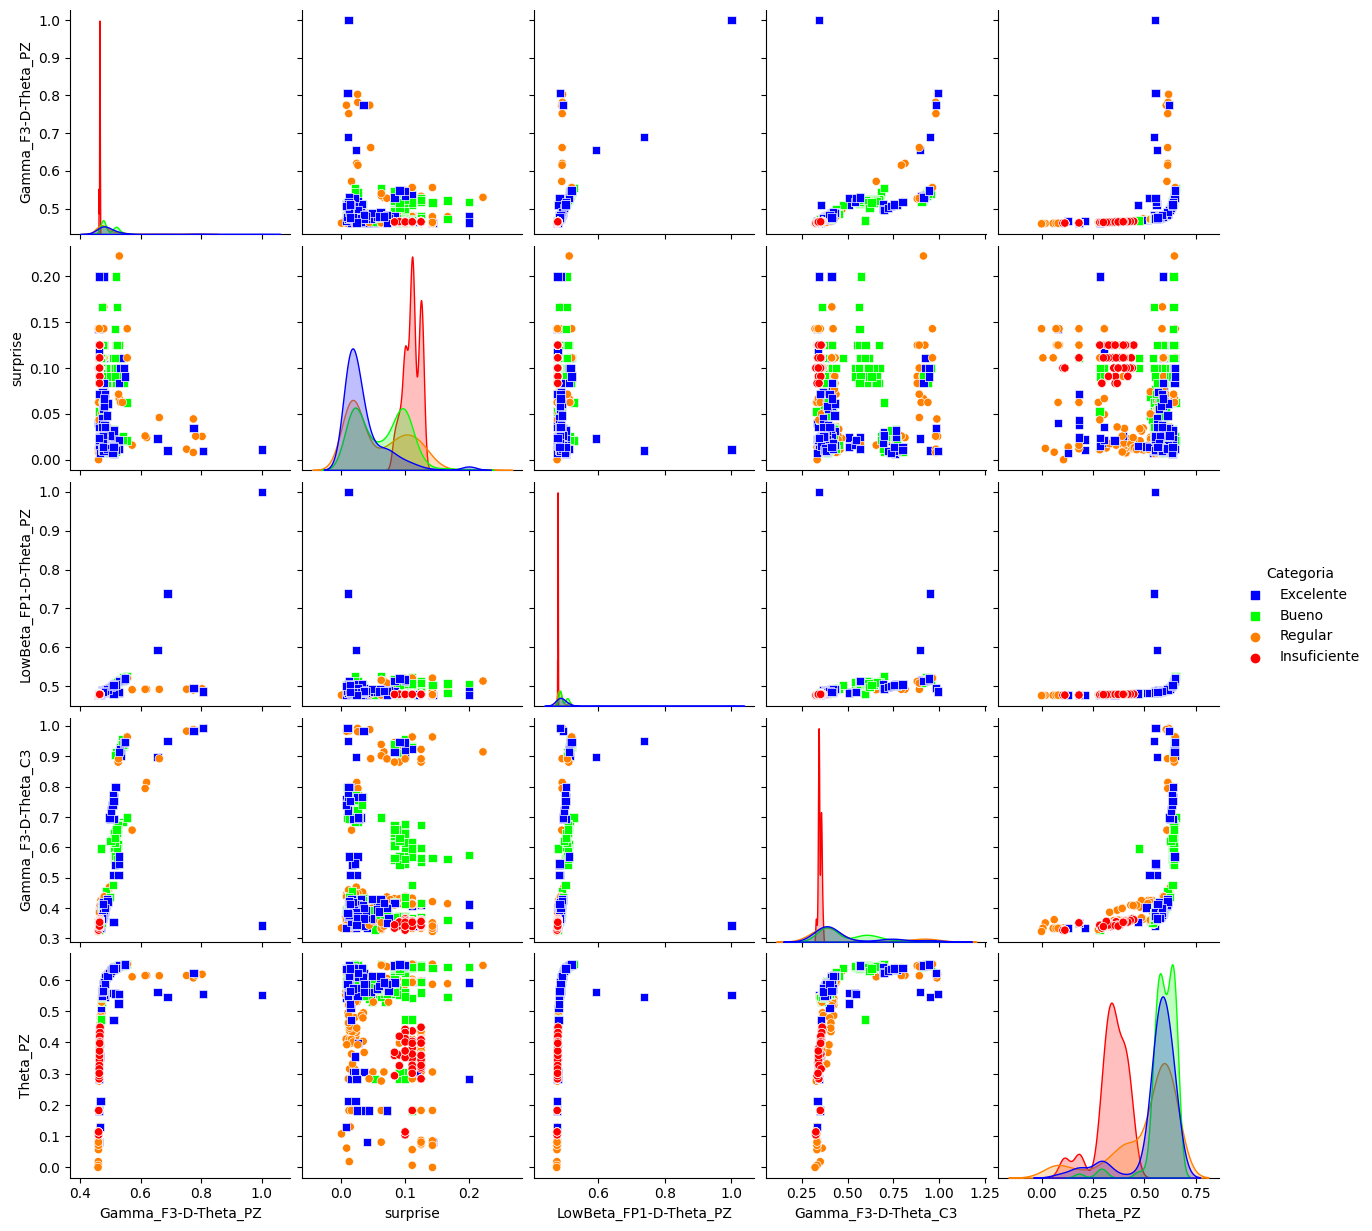 1.0
0.9
0.8
0.7
0.6
0.5
Gamma_F3-D-Theta_PZ
0.20
0.15
0.10
0.05
0.00
surprise
1.0
0.9
0.8
0.7
0.6
0.5
LowBeta_FP1-D-Theta_PZ
Categoria
Excelente
Bueno
Regular
Insuficiente
1.0
0.9
0.8
0.7
0.6
0.5
0.4
0.3
Gamma_F3-D-Theta_C3
0.6
0.5
0.4
0.3
0.2
0.1
0.0
Theta_PZ
0.4 0.6 0.8 1.0
Gamma_F3-D-Theta_PZ
0.0 0.1 0.2
surprise
0.6 0.8 1.0
LowBeta_FP1-D-Theta_PZ
0.25 0.50 0.75 1.00 1.25
Gamma_F3-D-Theta_C3
0.00 0.25 0.50 0.75
Theta_PZ